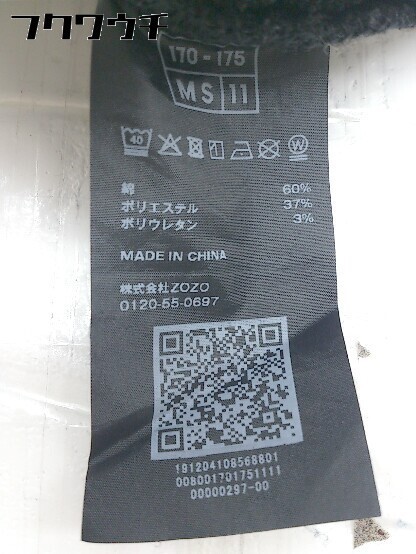 フクワウチ
170 - 175
MS 11
40 W
綿 60%
ポリエステル 37%
ポリウレタン 3%
MADE IN CHINA
株式会社ZOZO
0120-55-0697
191204108568801
008001701751111
00000297-00